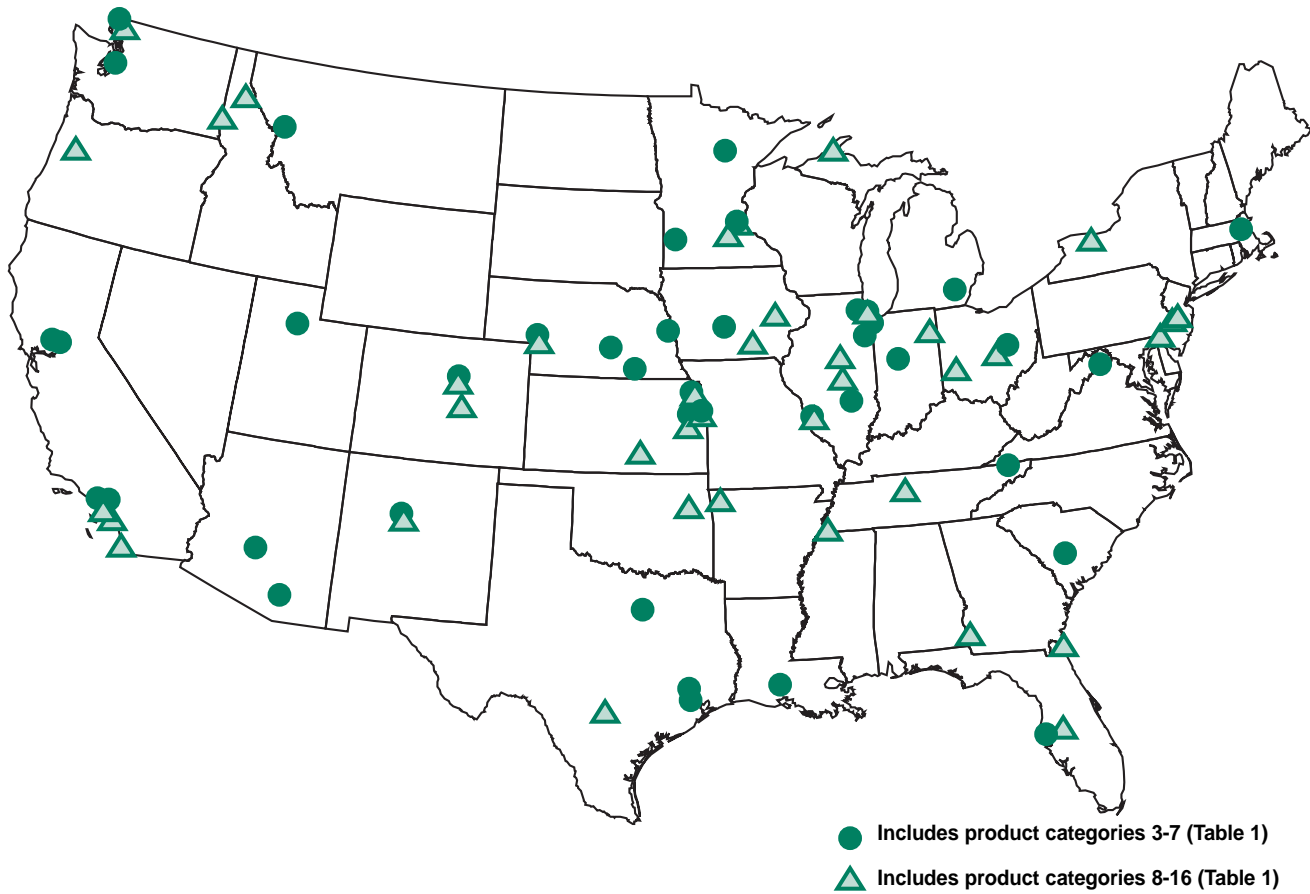 Includes product categories 3-7 (Table 1)
Includes product categories 8-16 (Table 1)